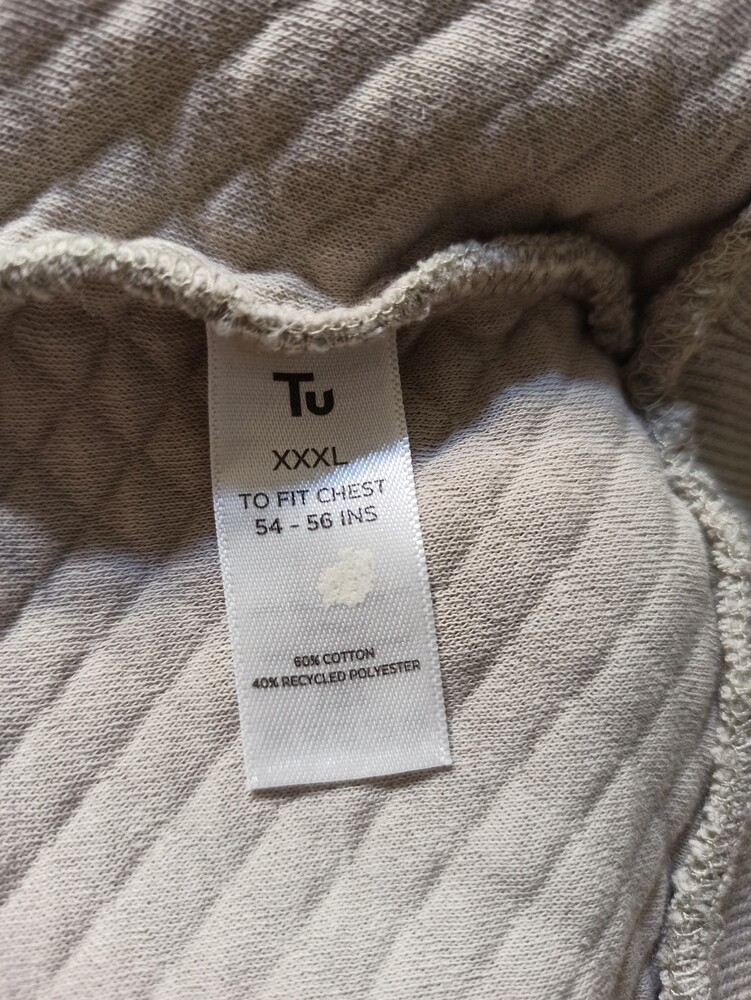 Tu
XXXL
TO FIT CHEST
54 - 56 INS
60% COTTON
40% RECYCLED POLYESTER